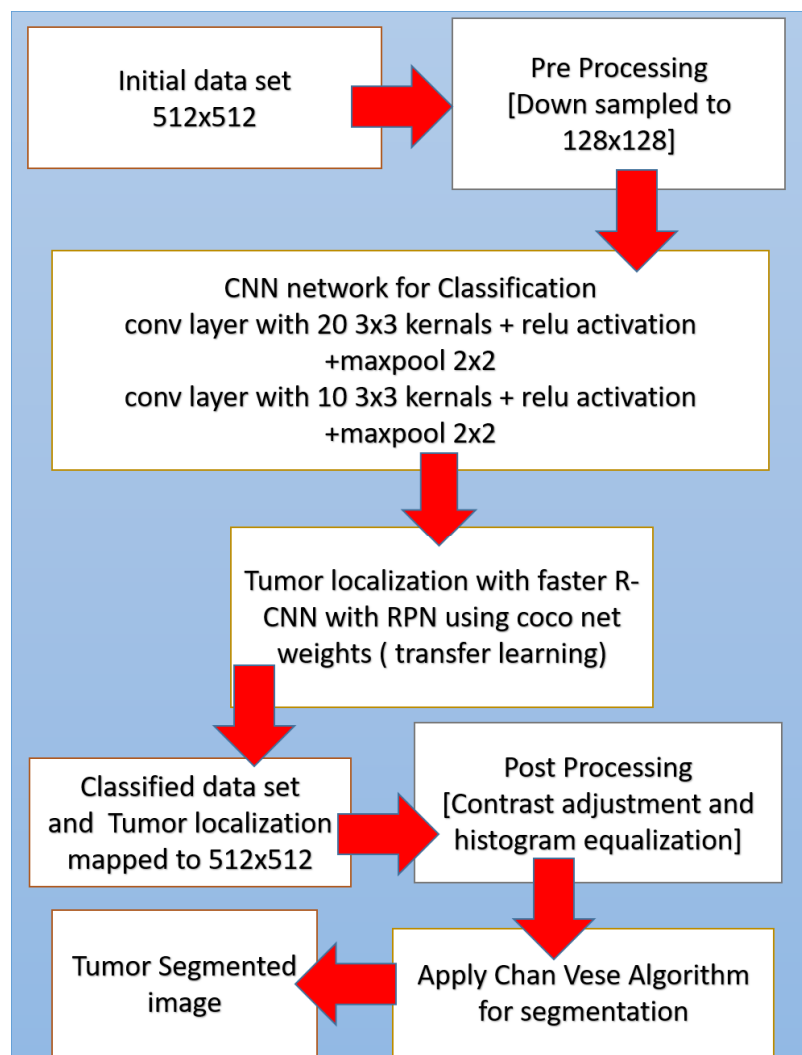 Initial data set
512x512
Pre Processing
[Down sampled to
128x128]
CNN network for Classification
conv layer with 20 3x3 kernals + relu activation
+maxpool 2x2
conv layer with 10 3x3 kernals + relu activation
+maxpool 2x2
Tumor localization with faster R-
CNN with RPN using coco net
weights ( transfer learning)
Classified data set
and Tumor localization
mapped to 512x512
Post Processing
[Contrast adjustment and
histogram equalization]
Apply Chan Vese Algorithm
for segmentation
Tumor Segmented
image